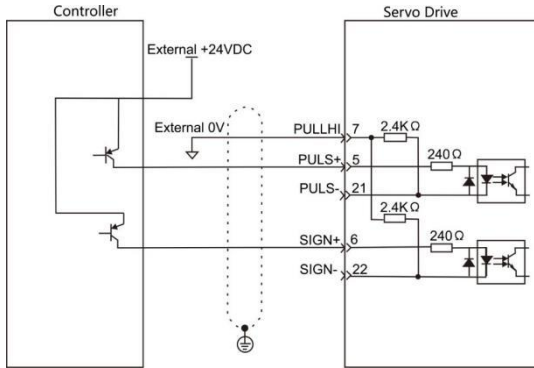 Controller
Servo Drive
External +24VDC
External 0V
PULLHI 7
2.4KΩ
PULS+ 5
240Ω
PULS- 21
2.4KΩ
SIGN+ 6
240Ω
SIGN- 22